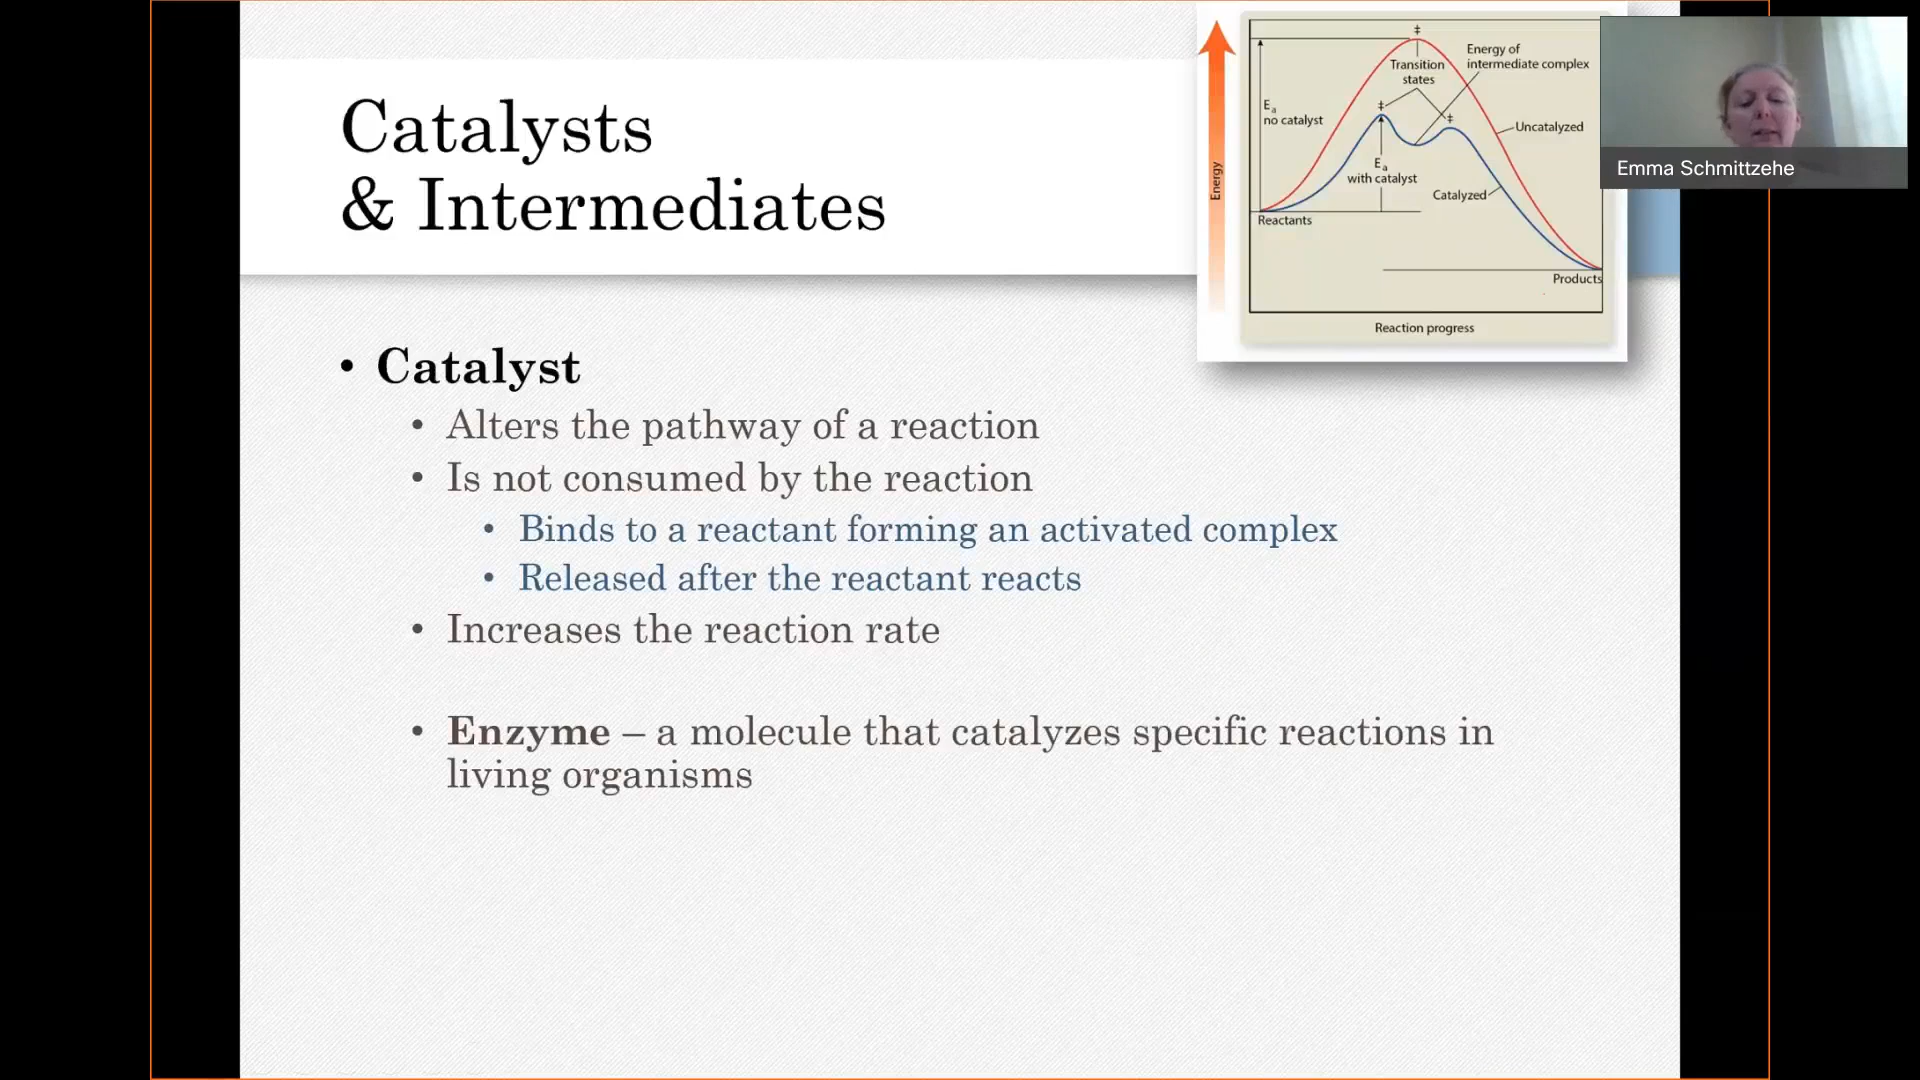 Catalysts
& Intermediates
Energy
‡
Transition
states
Energy of
intermediate complex
Ea
no catalyst
‡
‡
Uncatalyzed
Ea
with catalyst
Catalyzed
Reactants
Products
Reaction progress
Emma Schmittzehe
• Catalyst
• Alters the pathway of a reaction
• Is not consumed by the reaction
• Binds to a reactant forming an activated complex
• Released after the reactant reacts
• Increases the reaction rate
• Enzyme – a molecule that catalyzes specific reactions in
living organisms